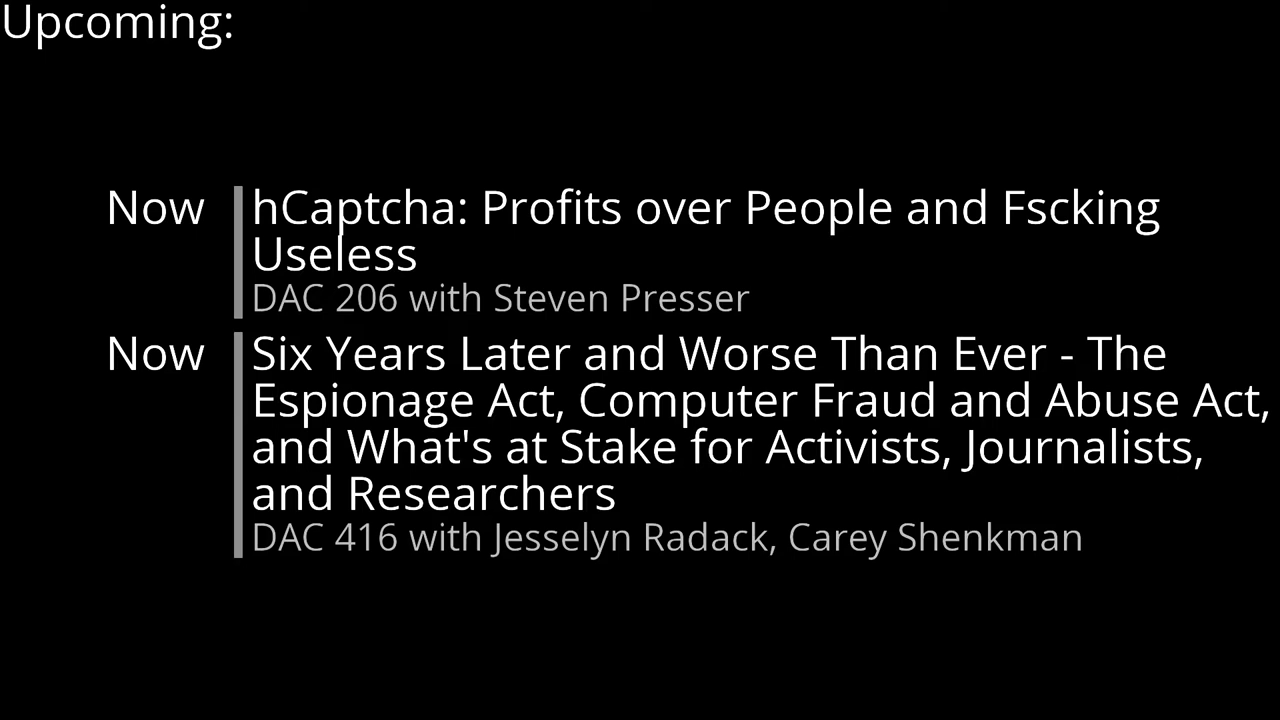 Upcoming:
Now
hCaptcha: Profits over People and Fscking
Useless
DAC 206 with Steven Presser
Now
Six Years Later and Worse Than Ever - The
Espionage Act, Computer Fraud and Abuse Act,
and What's at Stake for Activists, Journalists,
and Researchers
DAC 416 with Jesselyn Radack, Carey Shenkman